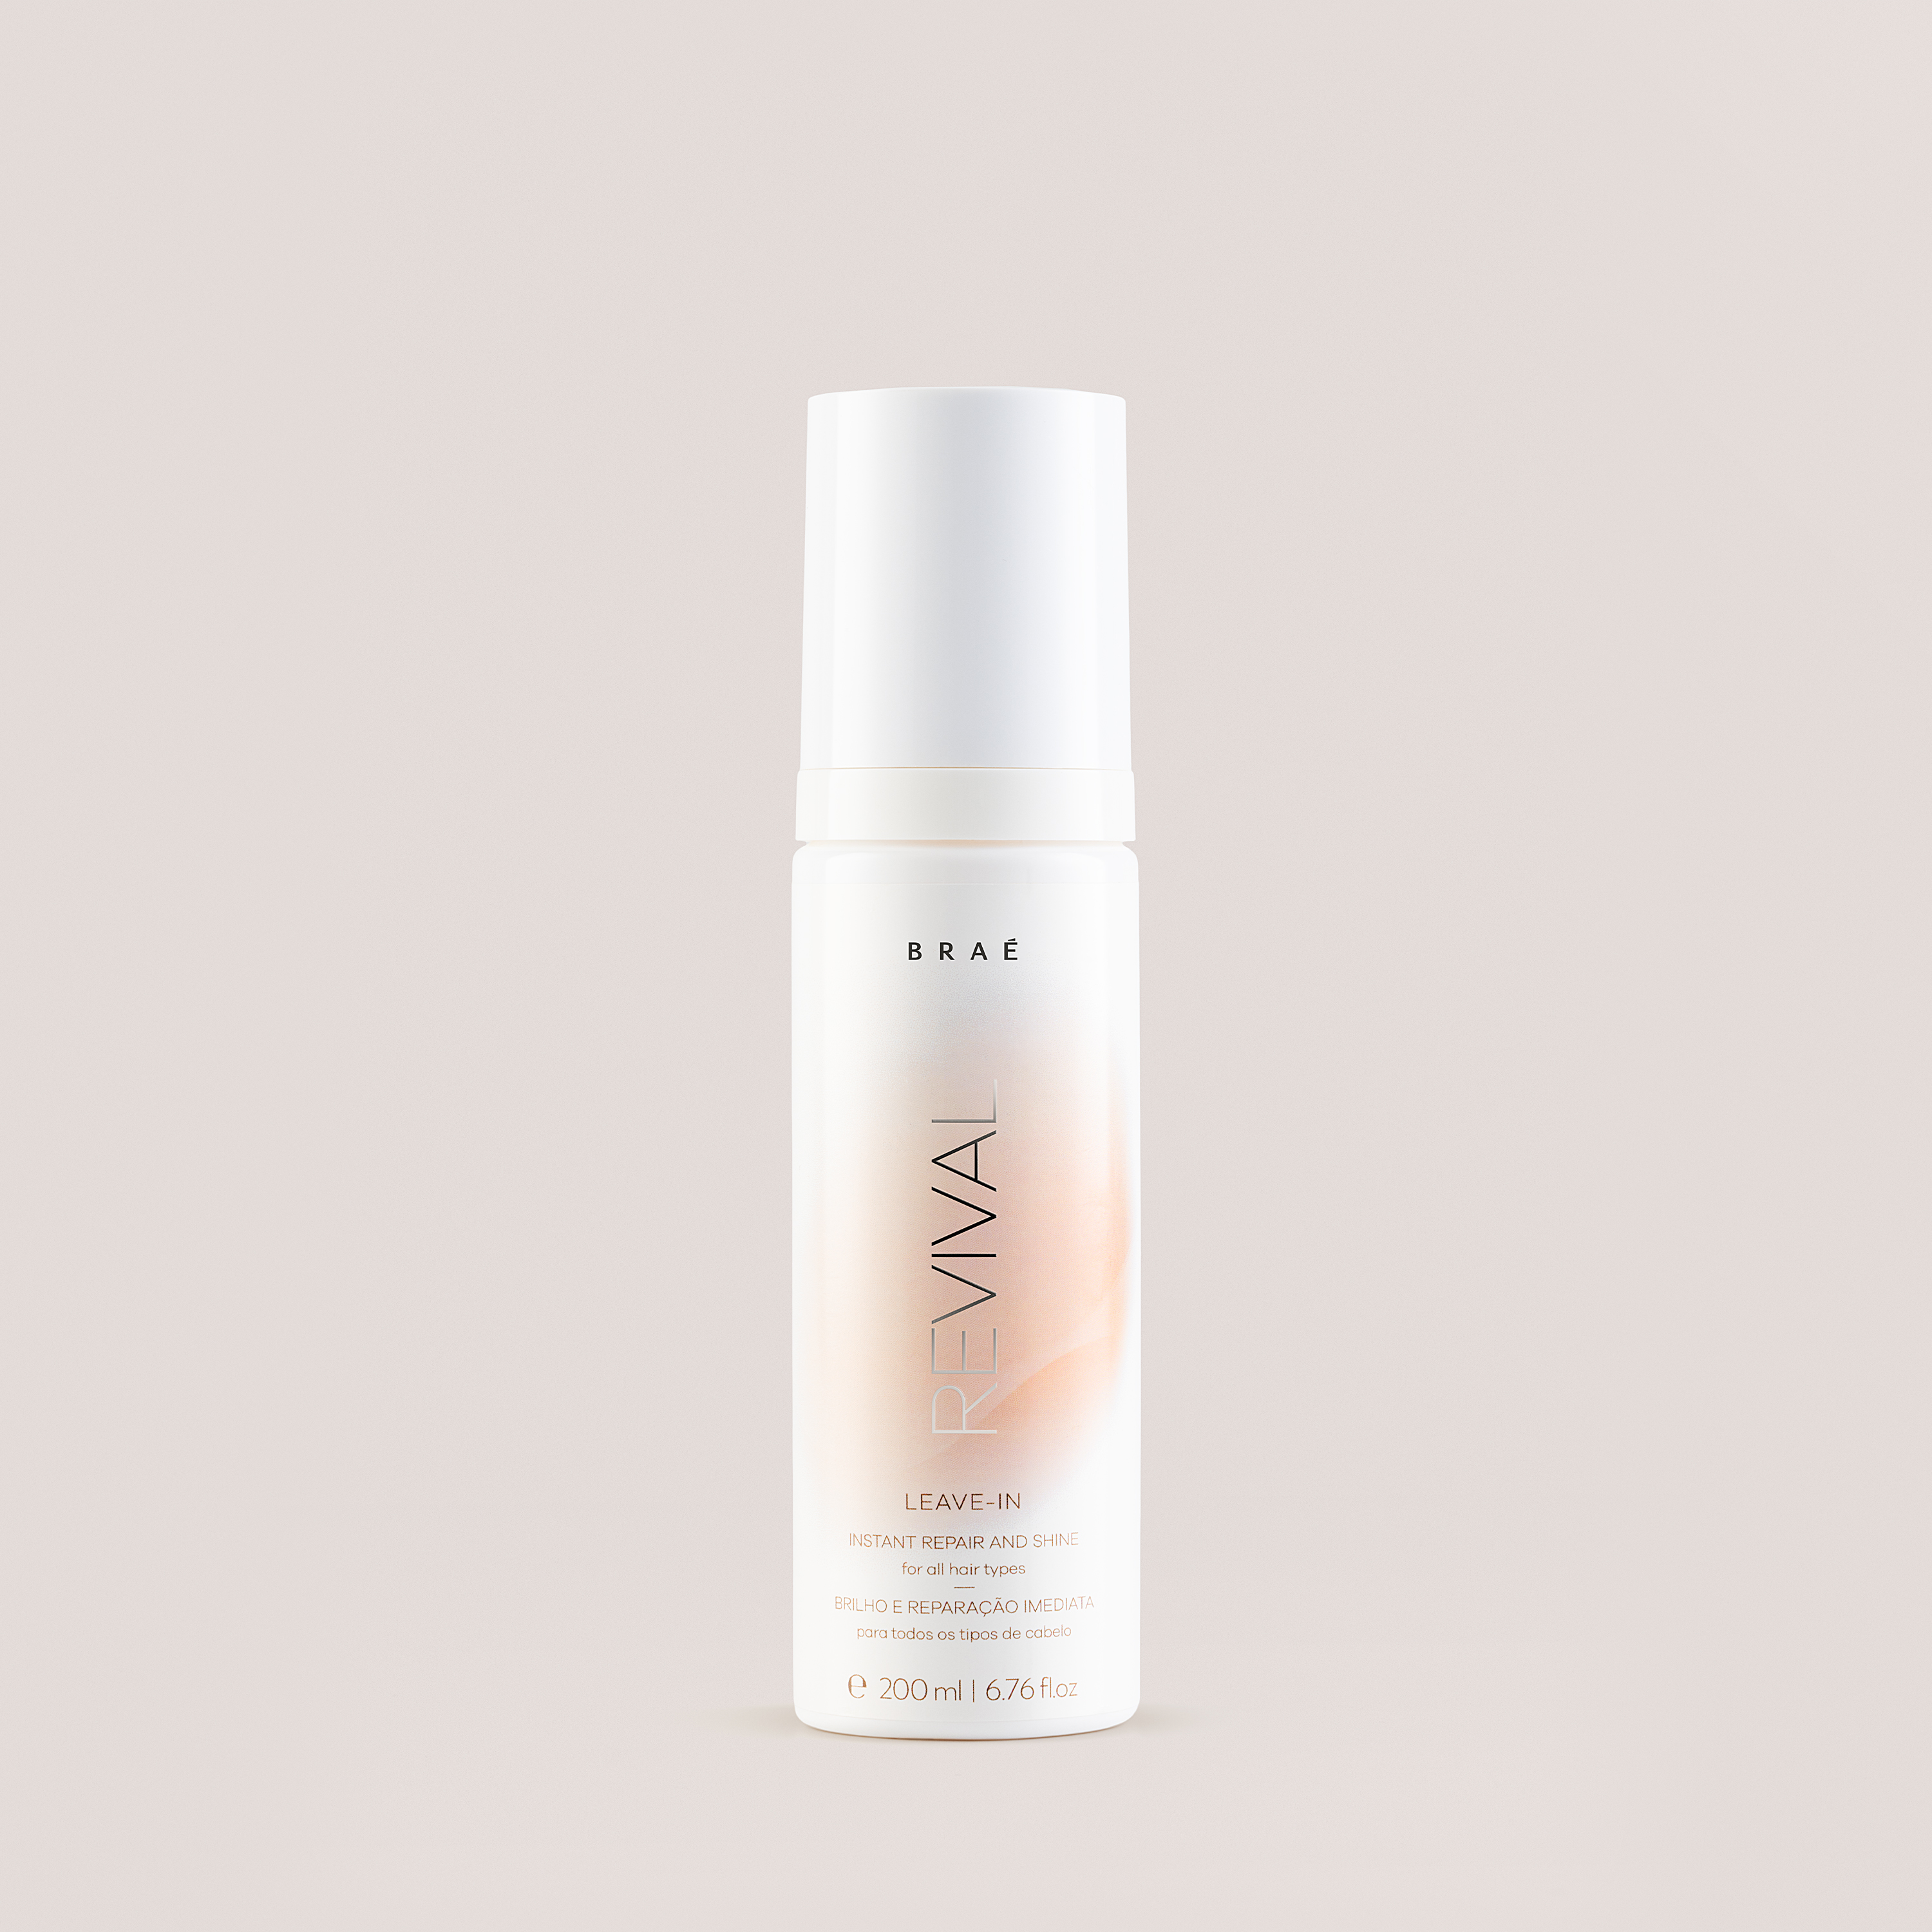 BRAÉ
REVIVAL
LEAVE-IN
INSTANT REPAIR AND SHINE
for all hair types
BRILHO E REPARAÇÃO IMEDIATA
para todos os tipos de cabelo
℮ 200 ml | 6.76 fl.oz